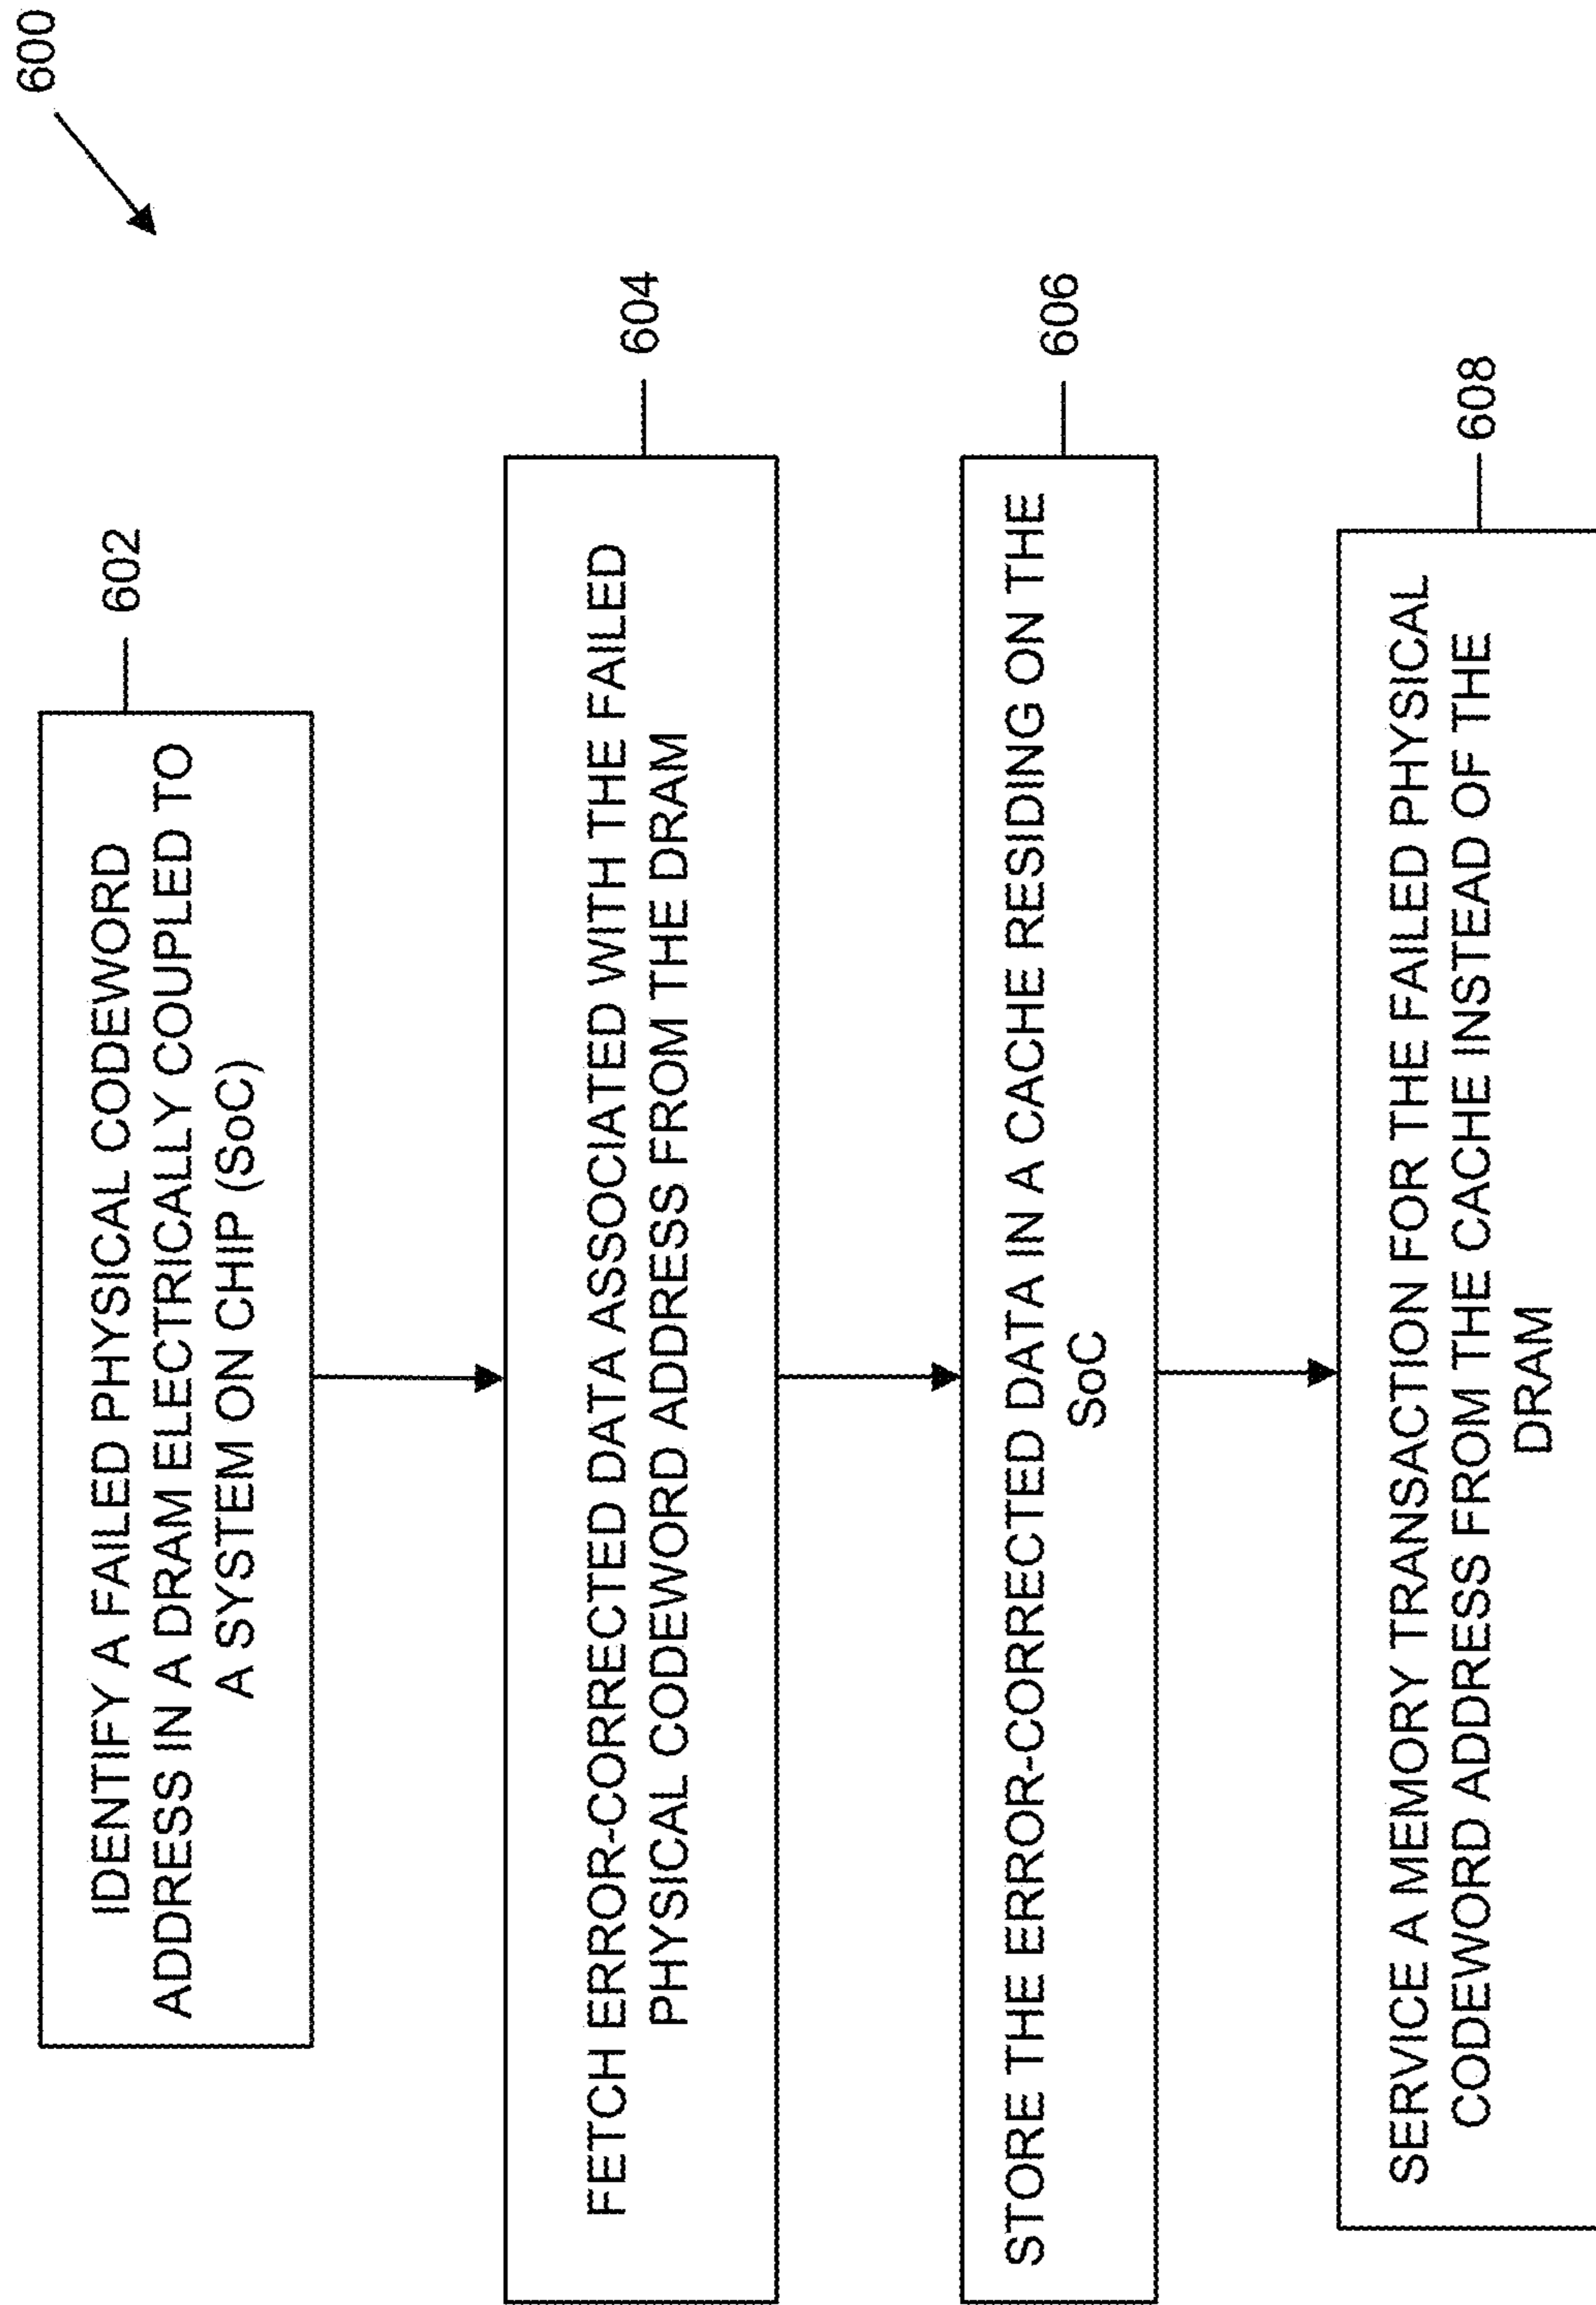 600
IDENTIFY A FAILED PHYSICAL CODEWORD
ADDRESS IN A DRAM ELECTRICALLY COUPLED TO
A SYSTEM ON CHIP (SoC)
602
FETCH ERROR-CORRECTED DATA ASSOCIATED WITH THE FAILED
PHYSICAL CODEWORD ADDRESS FROM THE DRAM
604
STORE THE ERROR-CORRECTED DATA IN A CACHE RESIDING ON THE
SoC
606
SERVICE A MEMORY TRANSACTION FOR THE FAILED PHYSICAL
CODEWORD ADDRESS FROM THE CACHE INSTEAD OF THE
DRAM
608